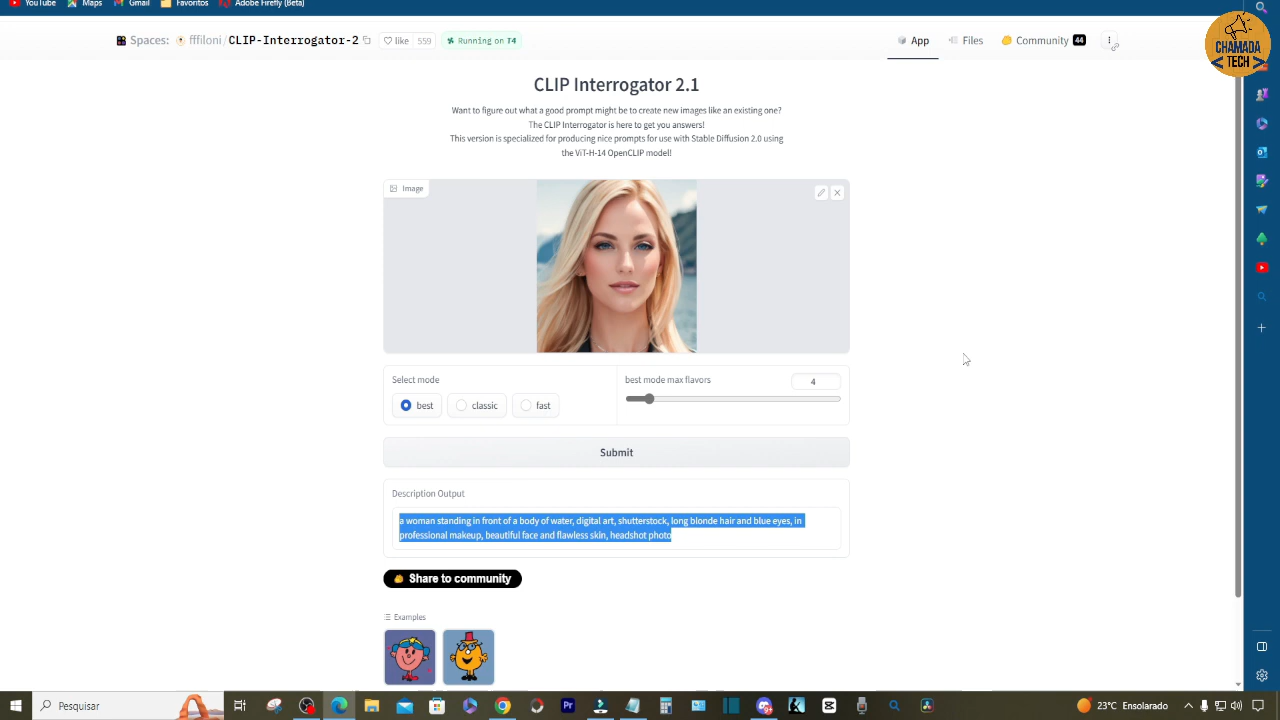 YouTube Maps Gmail Favoritos Adobe Firefly (Beta)
Spaces: fffiloni/CLIP-Interrogator-2 like 559 Running on T4 App Files Community 44
CHAMADA
TECH
CLIP Interrogator 2.1
Want to figure out what a good prompt might be to create new images like an existing one?
The CLIP Interrogator is here to get you answers!
This version is specialized for producing nice prompts for use with Stable Diffusion 2.0 using
the ViT-H-14 OpenCLIP model!
Image
Select mode
best classic fast
best mode max flavors 4
Submit
Description Output
a woman standing in front of a body of water, digital art, shutterstock, long blonde hair and blue eyes, in
professional makeup, beautiful face and flawless skin, headshot photo
Share to community
Examples
Pesquisar
23°C Ensolarado